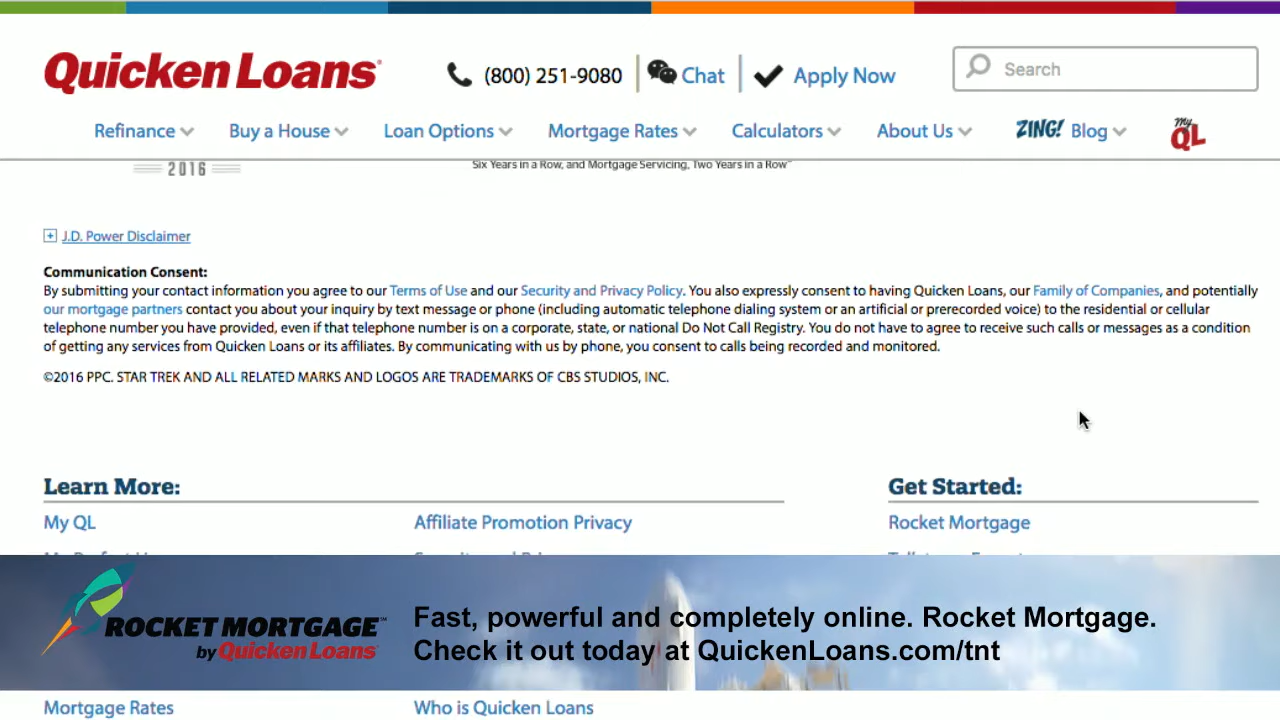 Quicken Loans
(800) 251-9080
Chat
Apply Now
Search
Refinance
Buy a House
Loan Options
Mortgage Rates
Calculators
About Us
ZING! Blog
My QL
2016
Six Years in a Row, and Mortgage Servicing, Two Years in a Row"
J.D. Power Disclaimer
Communication Consent:
By submitting your contact information you agree to our Terms of Use and our Security and Privacy Policy. You also expressly consent to having Quicken Loans, our Family of Companies, and potentially
our mortgage partners contact you about your inquiry by text message or phone (including automatic telephone dialing system or an artificial or prerecorded voice) to the residential or cellular
telephone number you have provided, even if that telephone number is on a corporate, state, or national Do Not Call Registry. You do not have to agree to receive such calls or messages as a condition
of getting any services from Quicken Loans or its affiliates. By communicating with us by phone, you consent to calls being recorded and monitored.
©2016 PPC. STAR TREK AND ALL RELATED MARKS AND LOGOS ARE TRADEMARKS OF CBS STUDIOS, INC.
Learn More:
Get Started:
My QL
Affiliate Promotion Privacy
Rocket Mortgage
ROCKET MORTGAGE™
by Quicken Loans
Fast, powerful and completely online. Rocket Mortgage.
Check it out today at QuickenLoans.com/tnt
Mortgage Rates
Who is Quicken Loans